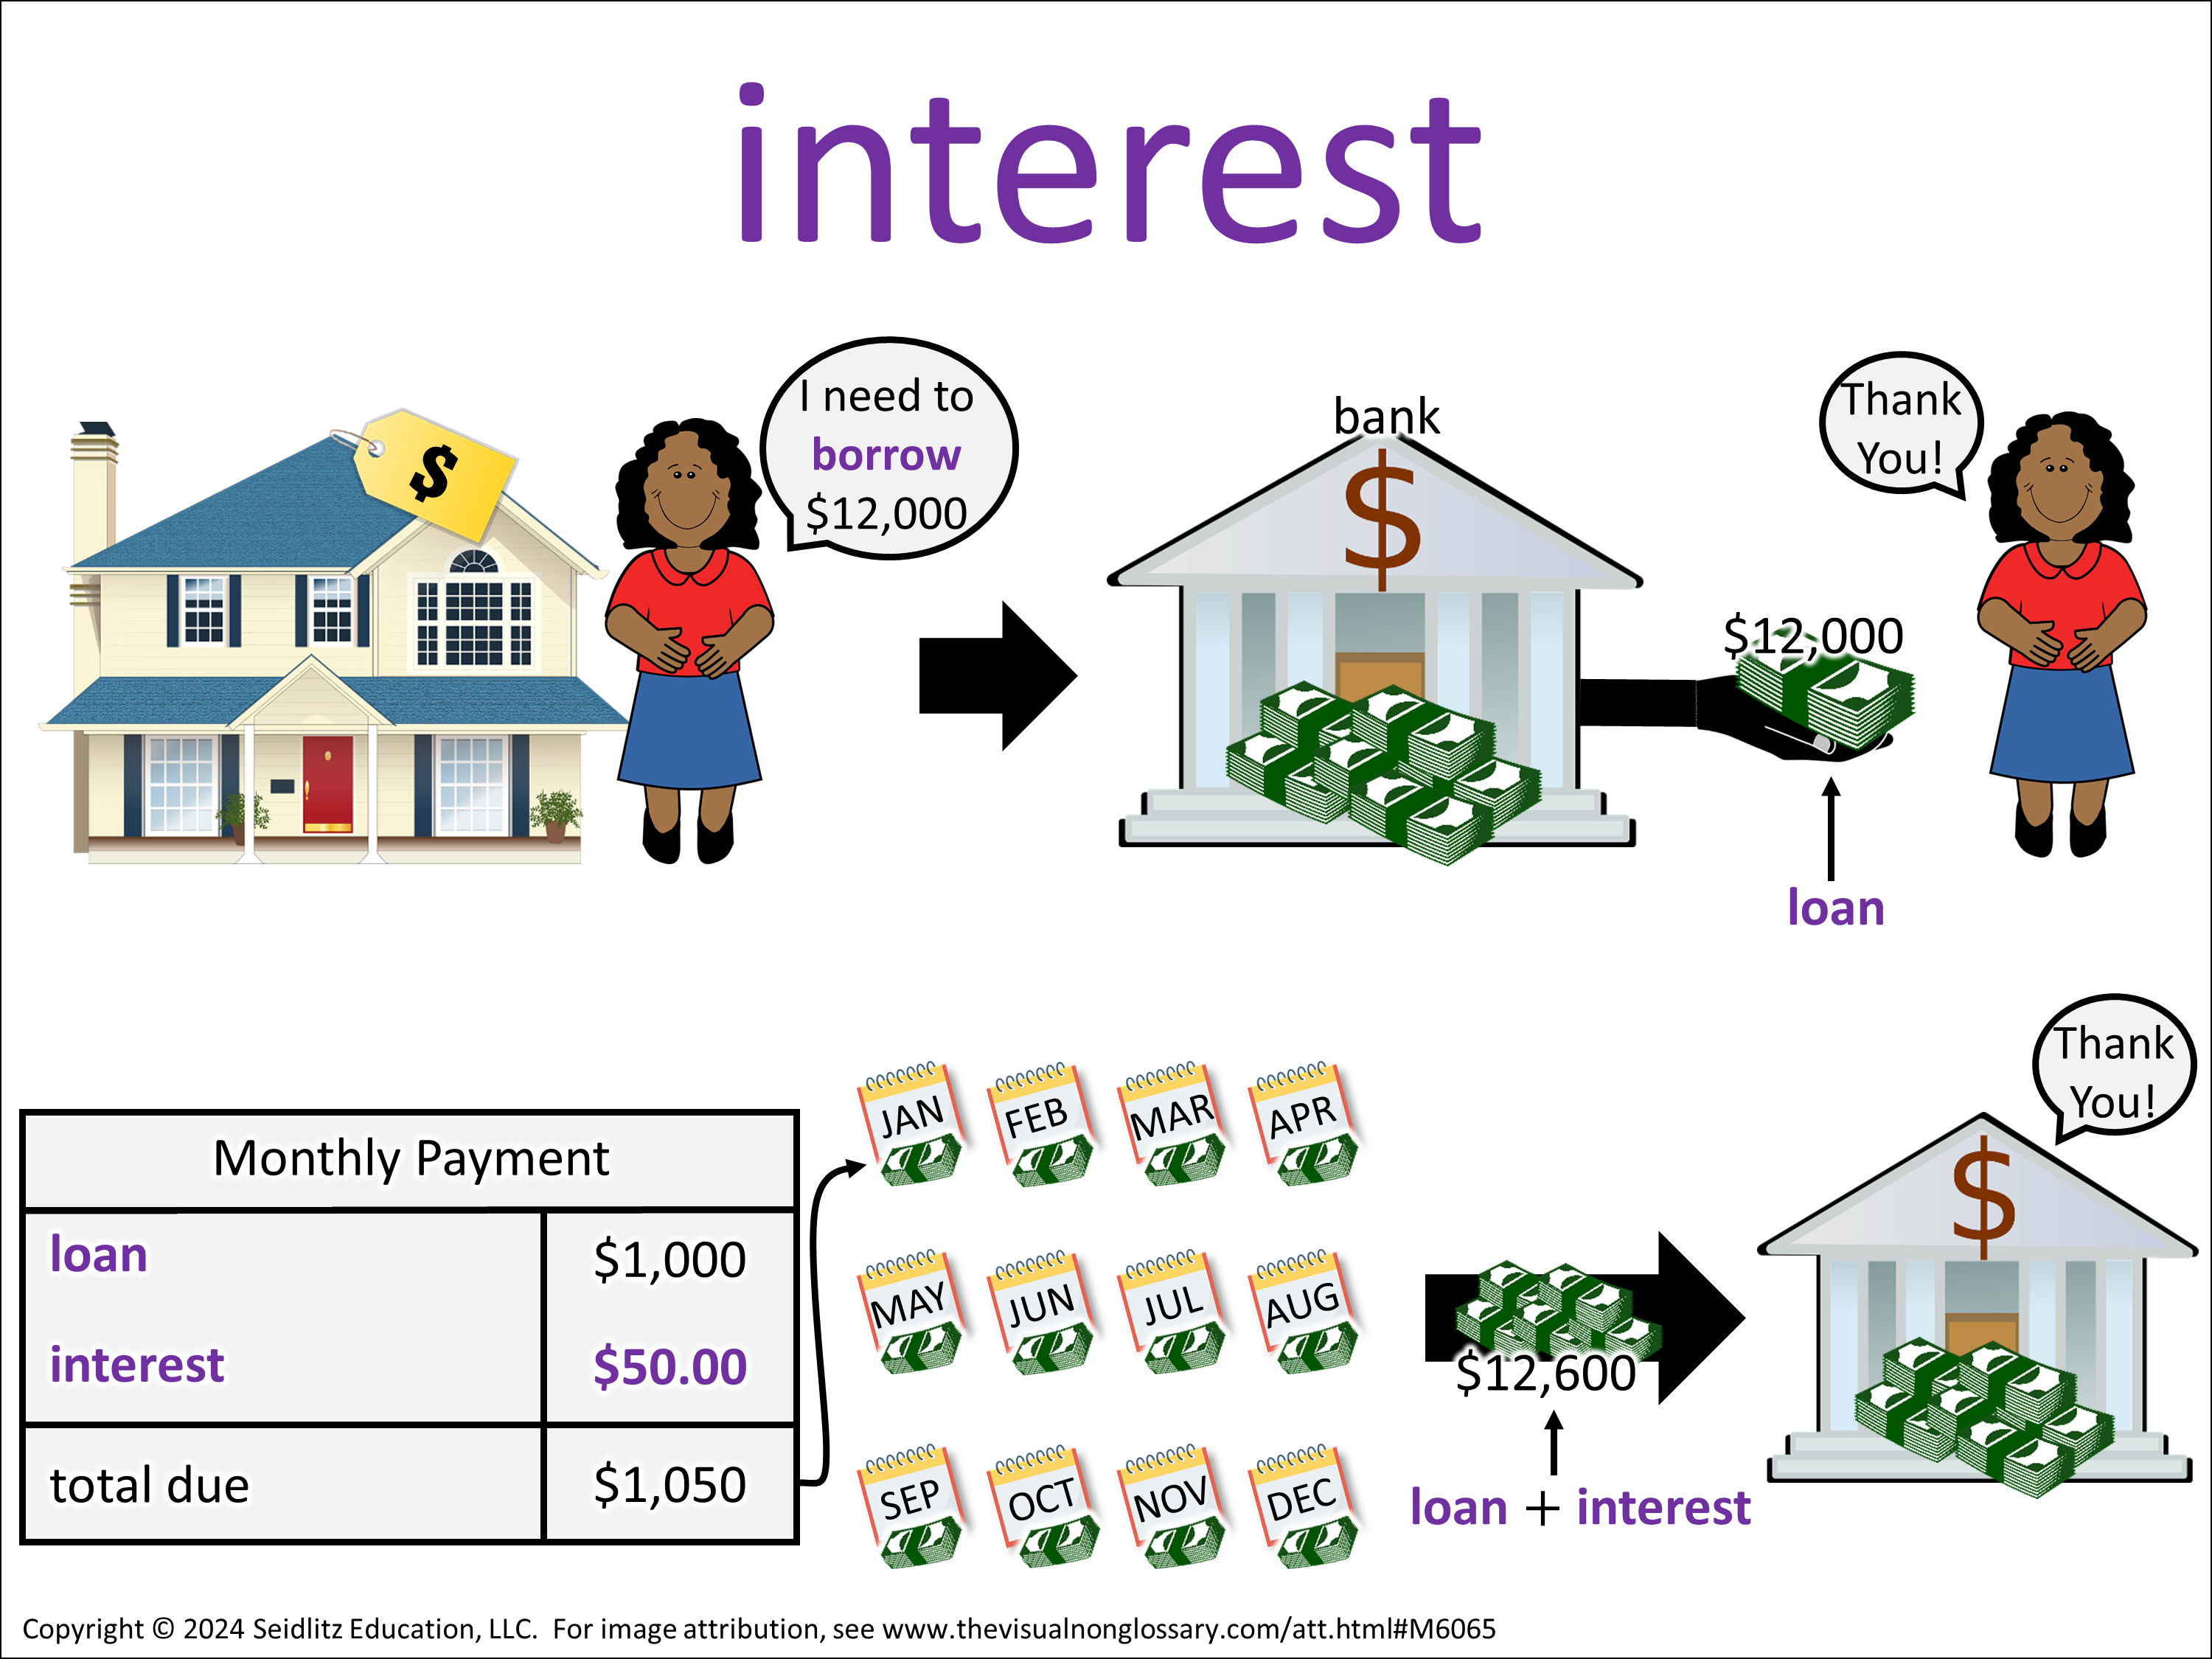 interest
I need to
borrow
$12,000
bank
$
$
Thank
You!
$12,000
loan
Monthly Payment
loan $1,000
interest $50.00
total due $1,050
JAN FEB MAR APR
MAY JUN JUL AUG
SEP OCT NOV DEC
$12,600
loan + interest
Thank
You!
$
Copyright © 2024 Seidlitz Education, LLC.  For image attribution, see www.thevisualnonglossary.com/att.html#M6065